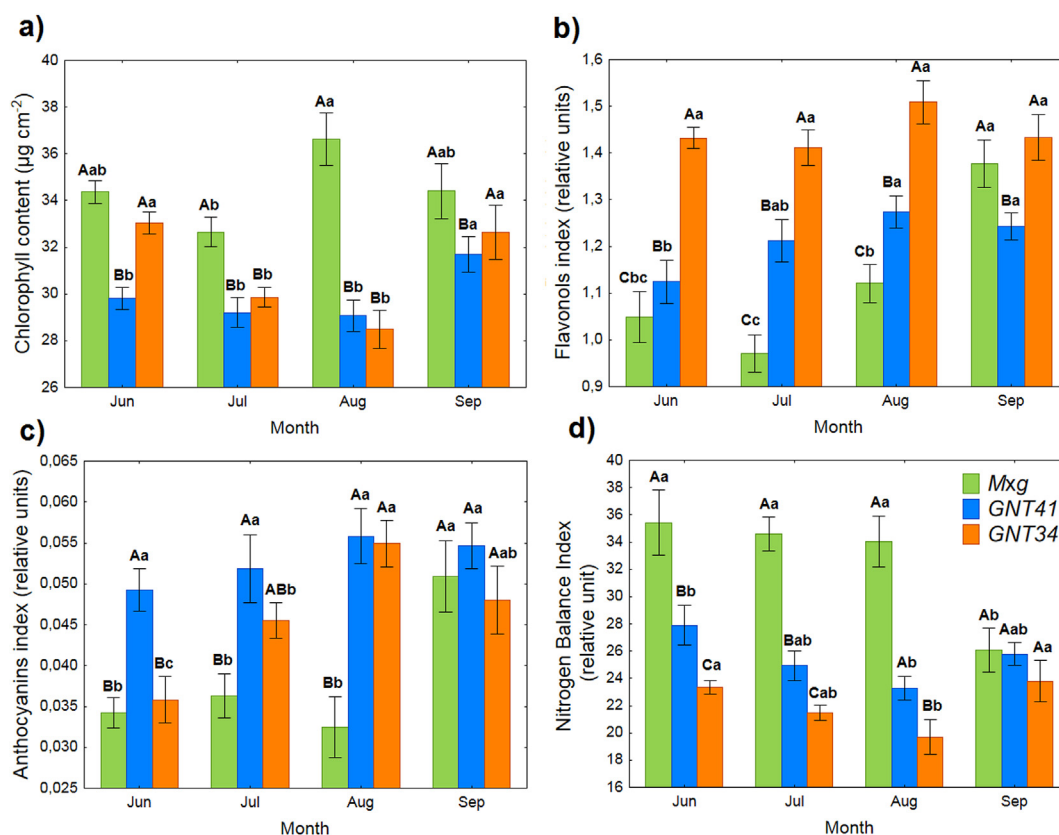 a)
Chlorophyll content (µg cm⁻²)
40
38
36
34
32
30
28
26
Aab
Bb
Aa
Ab
Bb
Bb
Aa
Bb
Bb
Aab
Ba
Aa
Jun
Jul
Aug
Sep
Month
b)
Flavonols index (relative units)
1,6
1,5
1,4
1,3
1,2
1,1
1,0
0,9
Cbc
Bb
Aa
Cc
Bab
Aa
Cb
Ba
Aa
Aa
Ba
Aa
Jun
Jul
Aug
Sep
Month
c)
Anthocyanins index (relative units)
0,065
0,060
0,055
0,050
0,045
0,040
0,035
0,030
0,025
Bb
Aa
Bc
Bb
Aa
ABb
Bb
Aa
Aa
Aa
Aa
Aab
Jun
Jul
Aug
Sep
Month
d)
Nitrogen Balance Index
(relative unit)
40
38
36
34
32
30
28
26
24
22
20
18
16
Aa
Bb
Ca
Aa
Bab
Cab
Aa
Ab
Bb
Ab
Aab
Aa
Mxg
GNT41
GNT34
Jun
Jul
Aug
Sep
Month